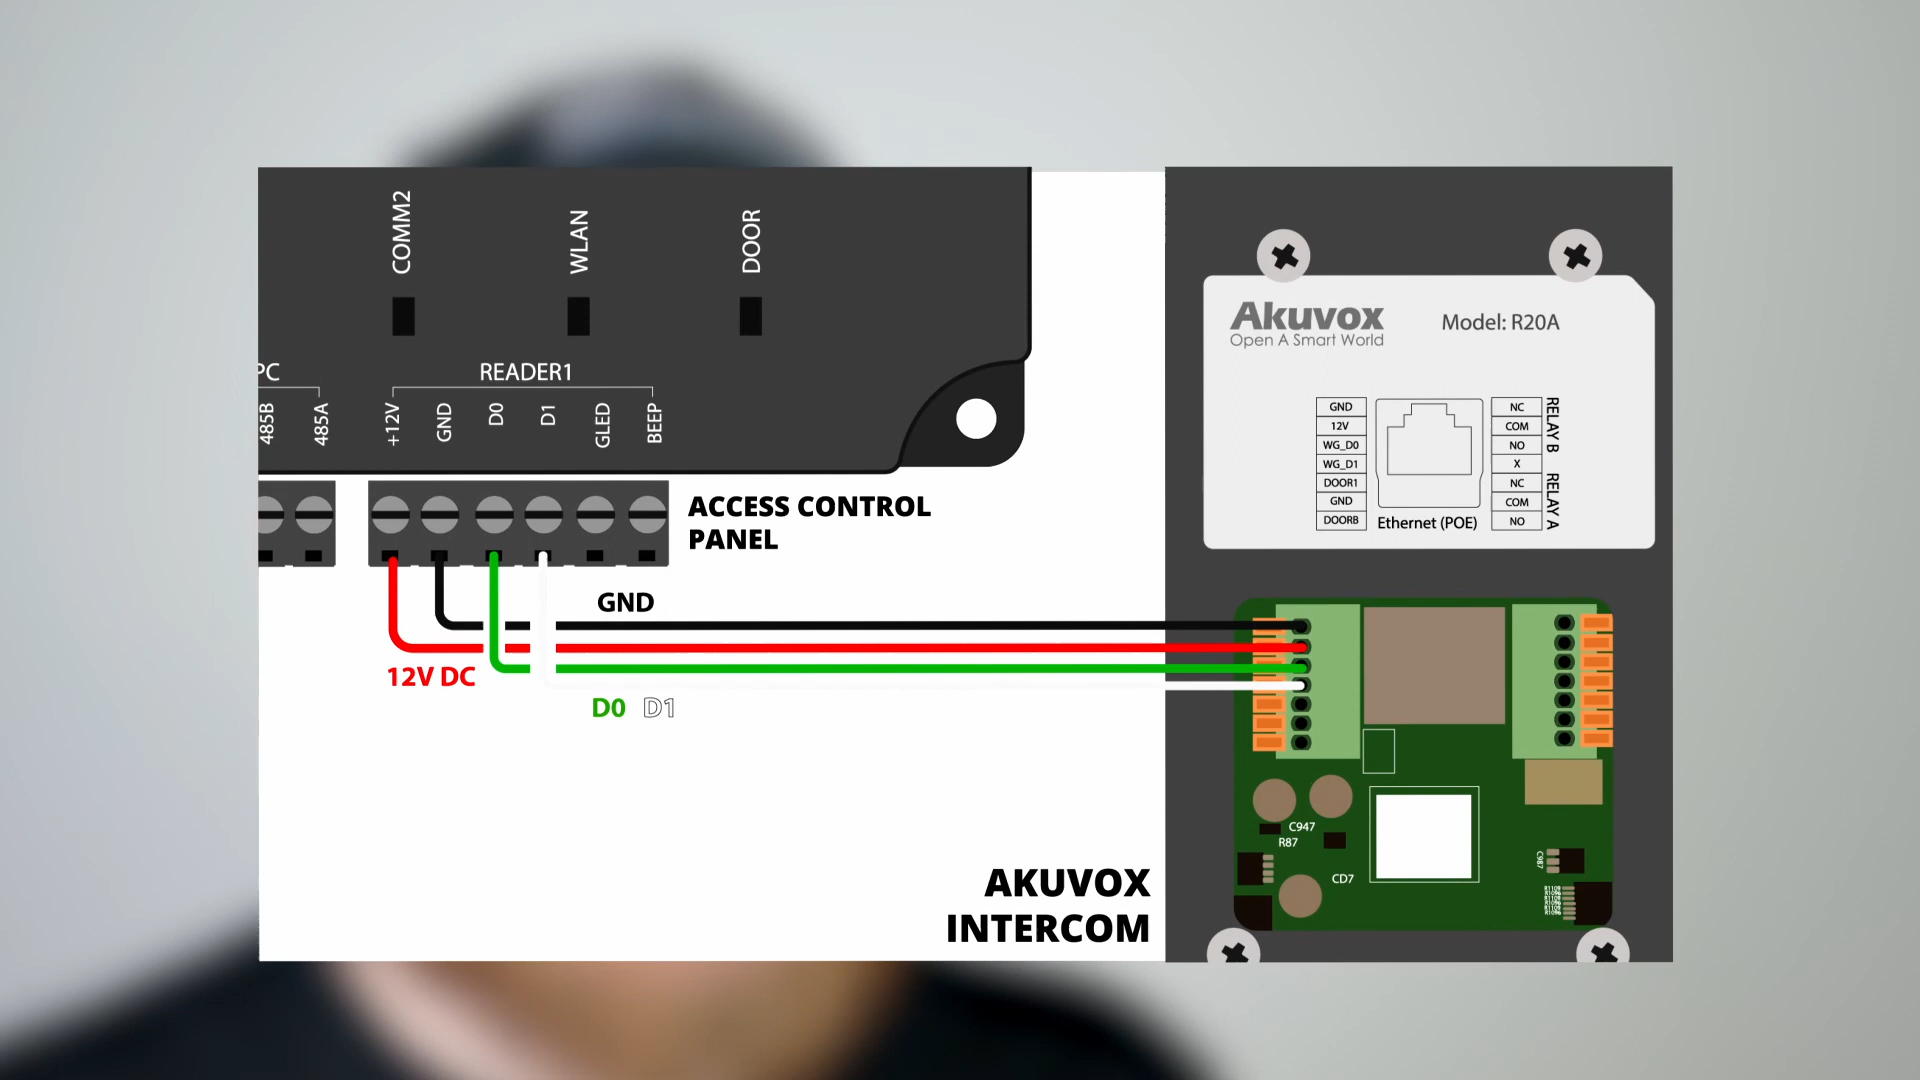 COMM2
WLAN
DOOR
PC
READER1
485B
485A
+12V
GND
D0
D1
GLED
BEEP
ACCESS CONTROL
PANEL
GND
12V DC
D0 D1
AKUVOX
INTERCOM
Akuvox
Open A Smart World
Model: R20A
GND
12V
WG_D0
WG_D1
DOOR1
GND
DOORB
Ethernet (POE)
NC
COM
NO
X
NC
COM
NO
RELAY B
RELAY A
C947
R87
CD7
C987